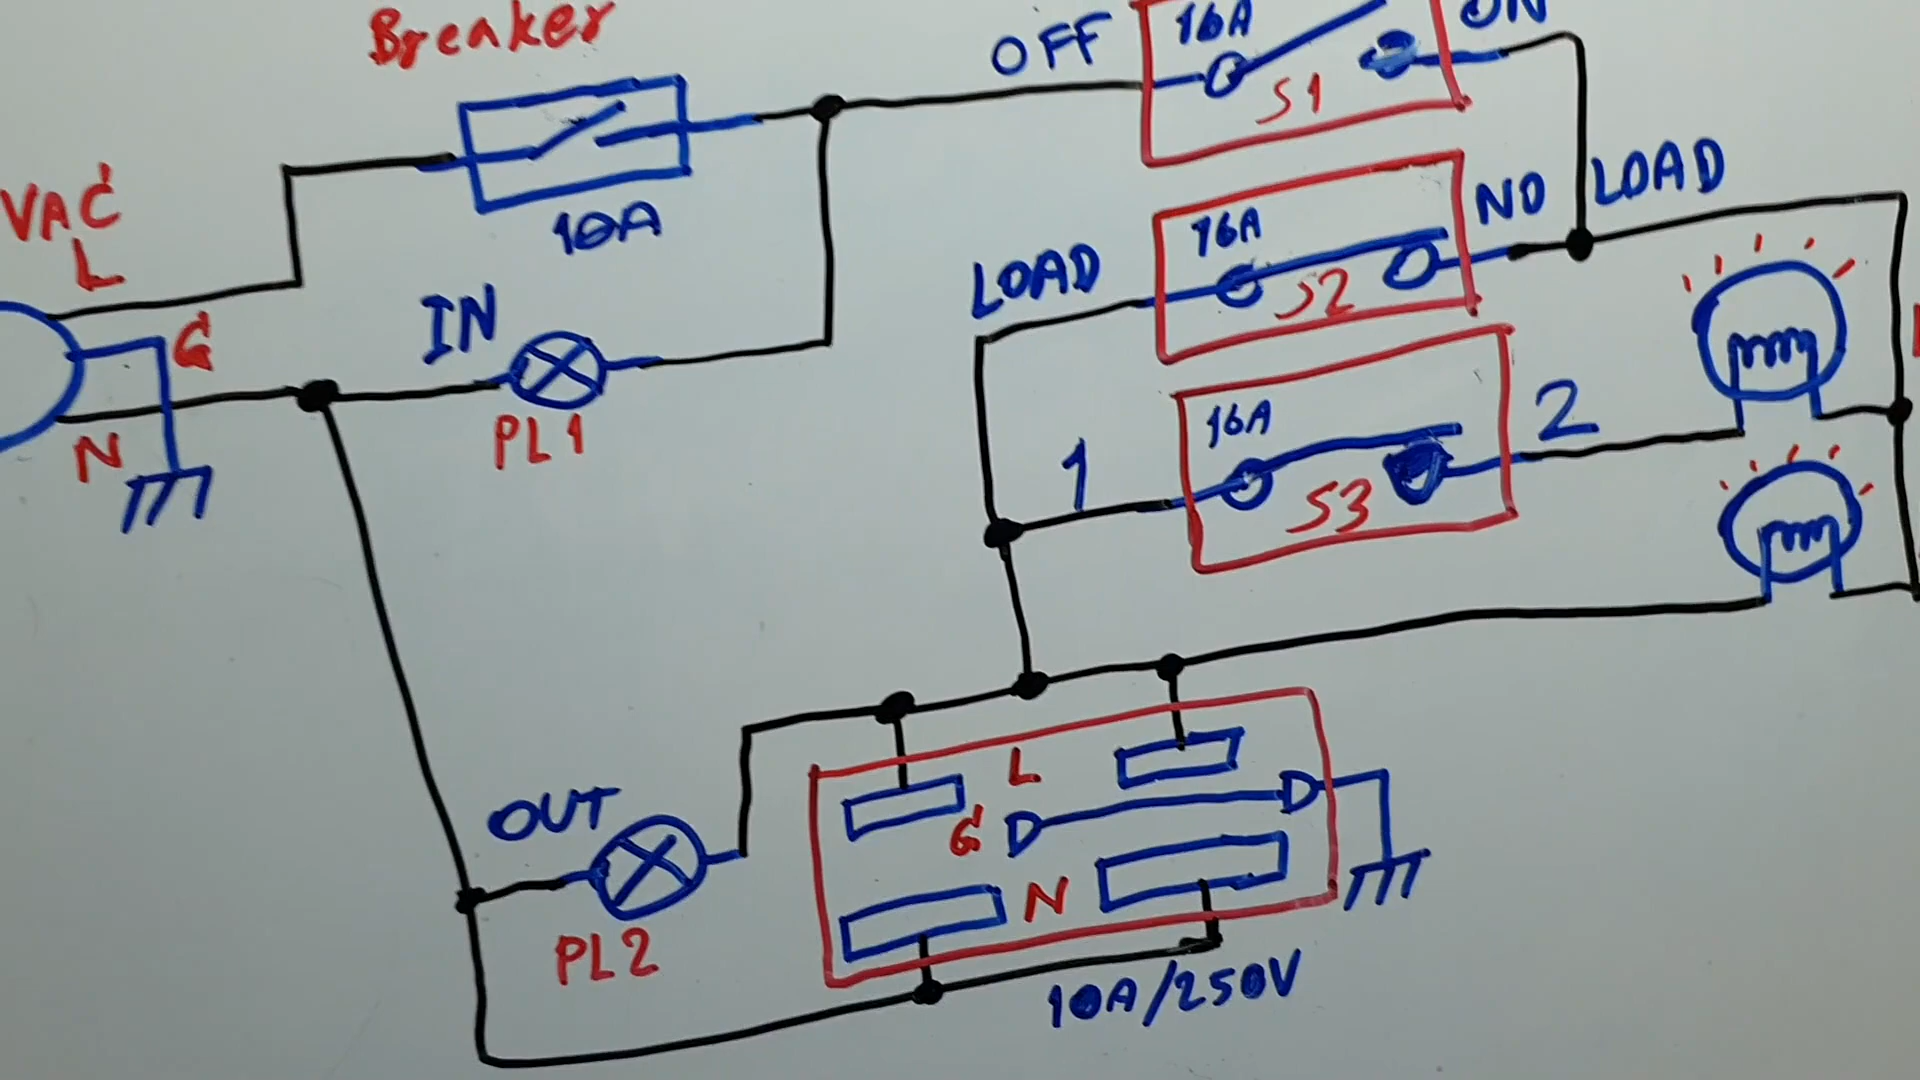 Breaker
16A
ON
OFF
S1
10A
VAC
L
NO
LOAD
16A
S2
LOAD
IN
G
PL1
N
16A
1
2
S3
L
OUT
G
N
PL2
10A/250V